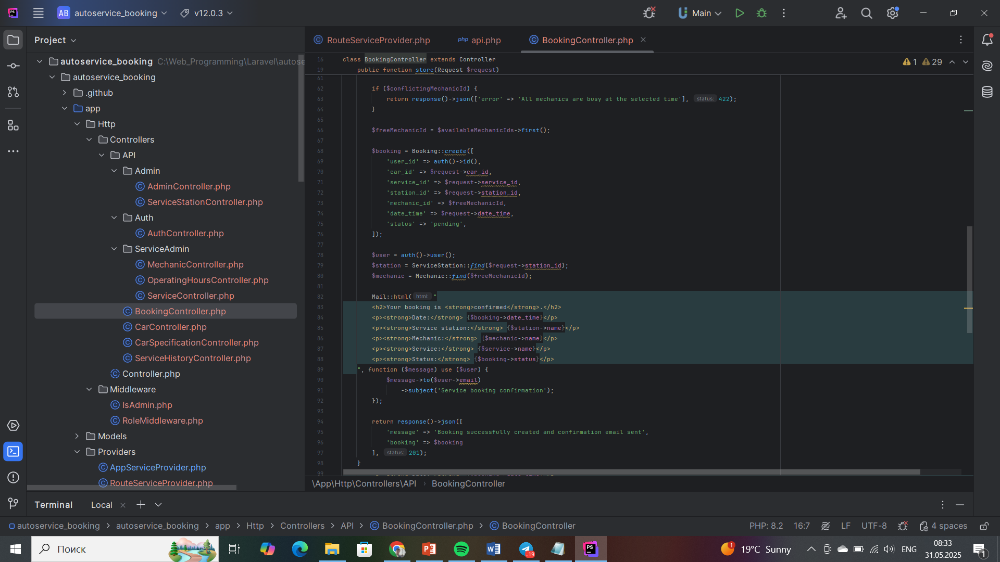 AB autoservice_booking v12.0.3 Main
Project
autoservice_booking C:\Web_Programming\Laravel\autose
autoservice_booking
.github
app
Http
Controllers
API
Admin
AdminController.php
ServiceStationController.php
Auth
AuthController.php
ServiceAdmin
MechanicController.php
OperatingHoursController.php
ServiceController.php
BookingController.php
CarController.php
CarSpecificationController.php
ServiceHistoryController.php
Controller.php
Middleware
IsAdmin.php
RoleMiddleware.php
Models
Providers
AppServiceProvider.php
RouteServiceProvider.php
RouteServiceProvider.php php api.php BookingController.php
1 29
16 class BookingController extends Controller
19 public function store(Request $request)
61
62 if ($conflictingMechanicId) {
63 return response()->json(['error' => 'All mechanics are busy at the selected time'], status: 422);
64 }
65
66 $freeMechanicId = $availableMechanicIds->first();
67
68 $booking = Booking::create([
69 'user_id' => auth()->id(),
70 'car_id' => $request->car_id,
71 'service_id' => $request->service_id,
72 'station_id' => $request->station_id,
73 'mechanic_id' => $freeMechanicId,
74 'date_time' => $request->date_time,
75 'status' => 'pending',
76 ]);
77
78 $user = auth()->user();
79 $station = ServiceStation::find($request->station_id);
80 $mechanic = Mechanic::find($freeMechanicId);
81
82 Mail::html( html: "
83 <h2>Your booking is <strong>confirmed</strong>.</h2>
84 <p><strong>Date:</strong> {$booking->date_time}</p>
85 <p><strong>Service station:</strong> {$station->name}</p>
86 <p><strong>Mechanic:</strong> {$mechanic->name}</p>
87 <p><strong>Service:</strong> {$service->name}</p>
88 <p><strong>Status:</strong> {$booking->status}</p>
89 ", function ($message) use ($user) {
90 $message->to($user->email)
91 ->subject('Service booking confirmation');
92 });
93
94 return response()->json([
95 'message' => 'Booking successfully created and confirmation email sent',
96 'booking' => $booking
97 ], status: 201);
98 }
99
\App\Http\Controllers\API › BookingController
Terminal Local
autoservice_booking > autoservice_booking > app > Http > Controllers > API > BookingController.php > BookingController
PHP: 8.2 16:7 LF UTF-8 4 spaces
Поиск
19°C Sunny
ENG
08:33
31.05.2025